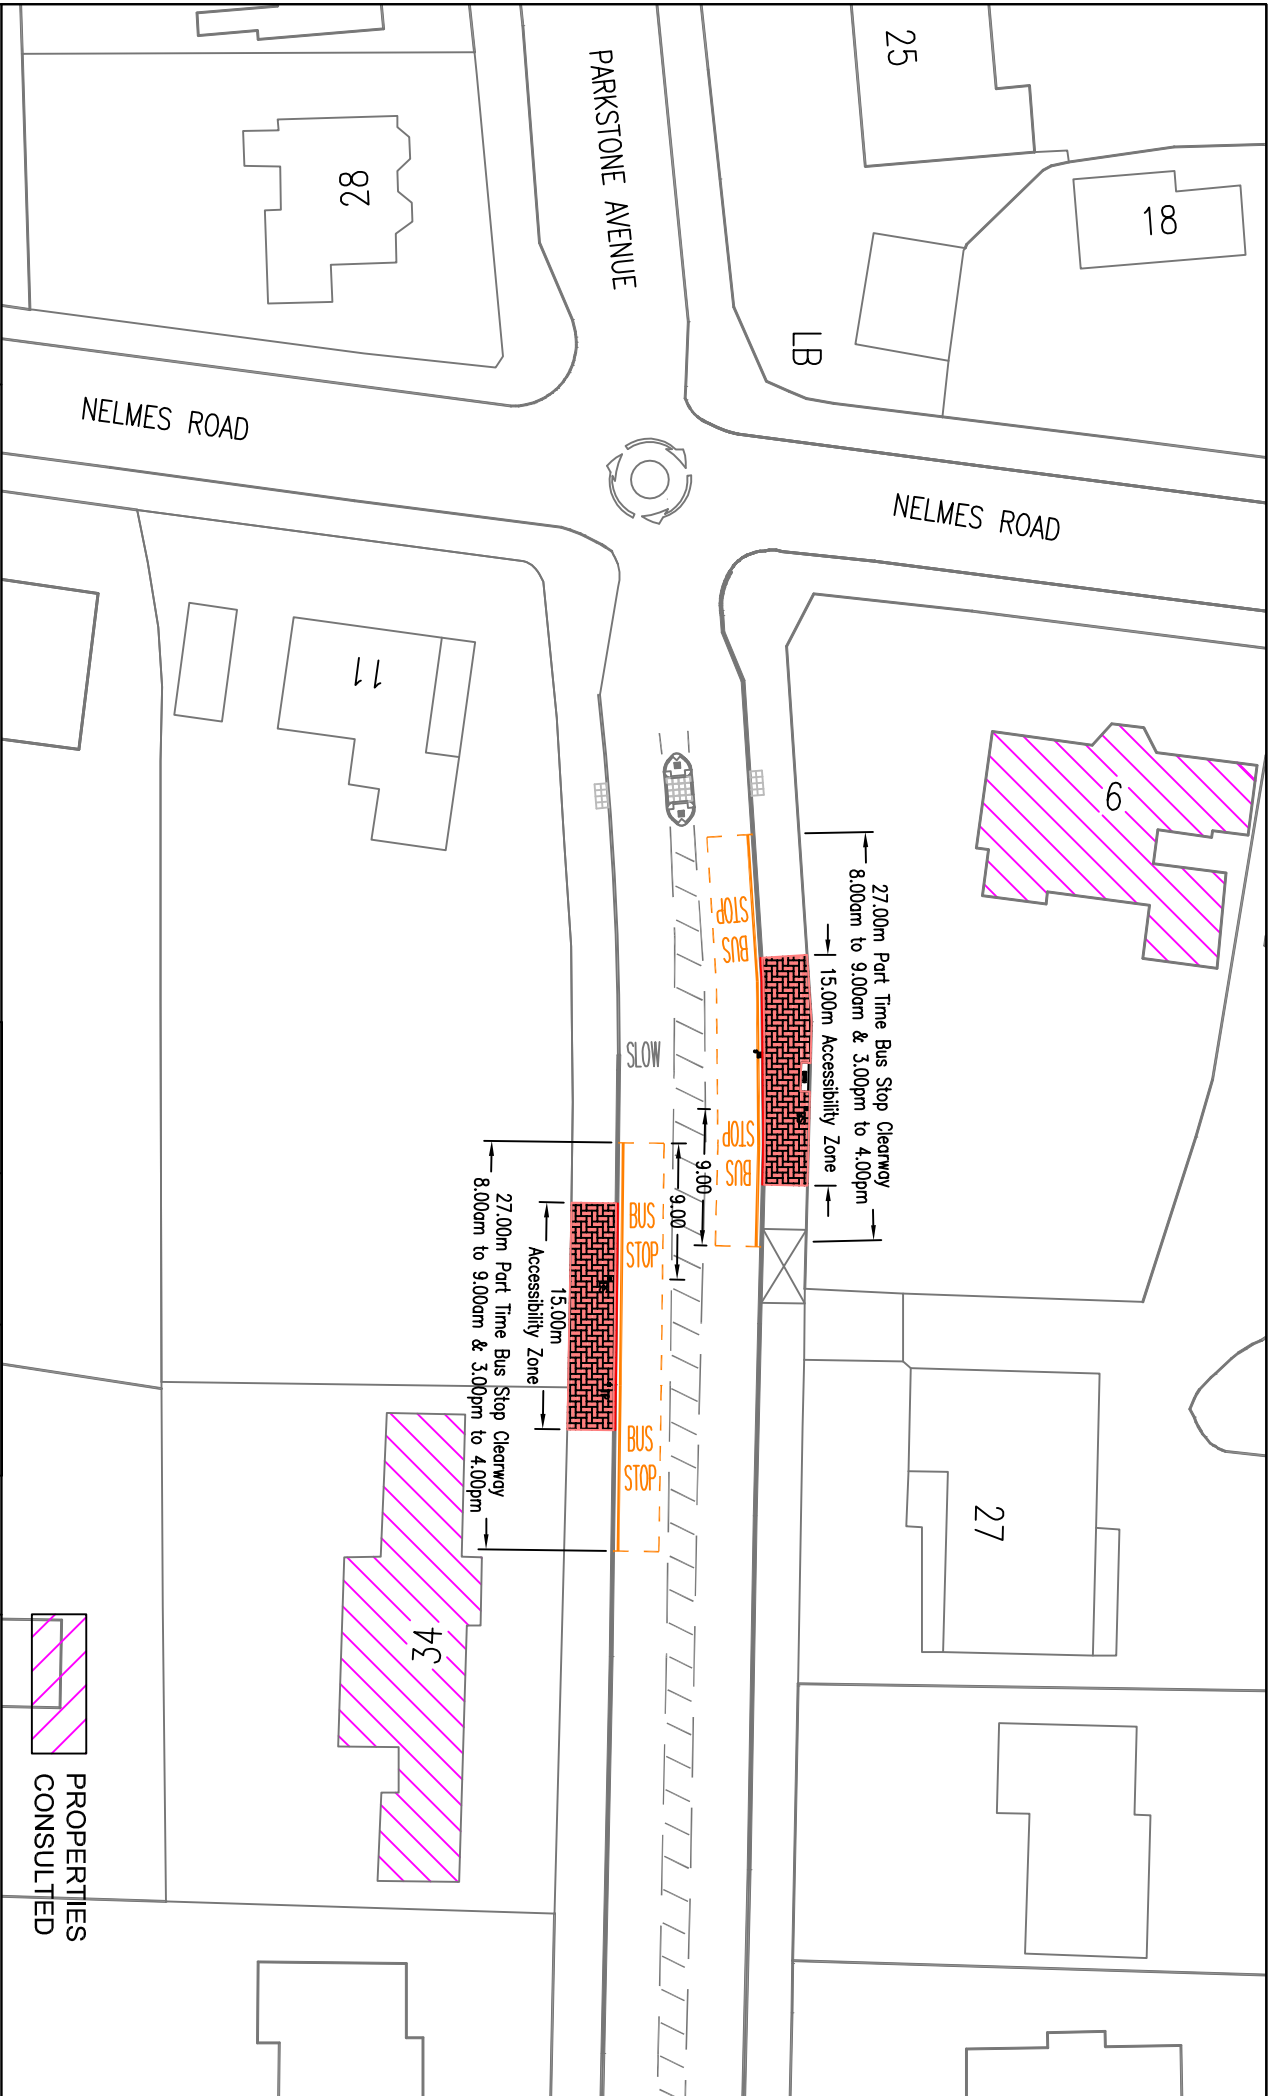 PARKSTONE AVENUE
25
18
28
LB
NELMES ROAD
NELMES ROAD
11
6
27.00m Part Time Bus Stop Clearway
8.00am to 9.00am & 3.00pm to 4.00pm
15.00m Accessibility Zone
BUS
STOP
BUS
STOP
SLOW
9.00
9.00
BUS
STOP
BUS
STOP
15.00m
Accessibility Zone
27.00m Part Time Bus Stop Clearway
8.00am to 9.00am & 3.00pm to 4.00pm
27
34
PROPERTIES
CONSULTED